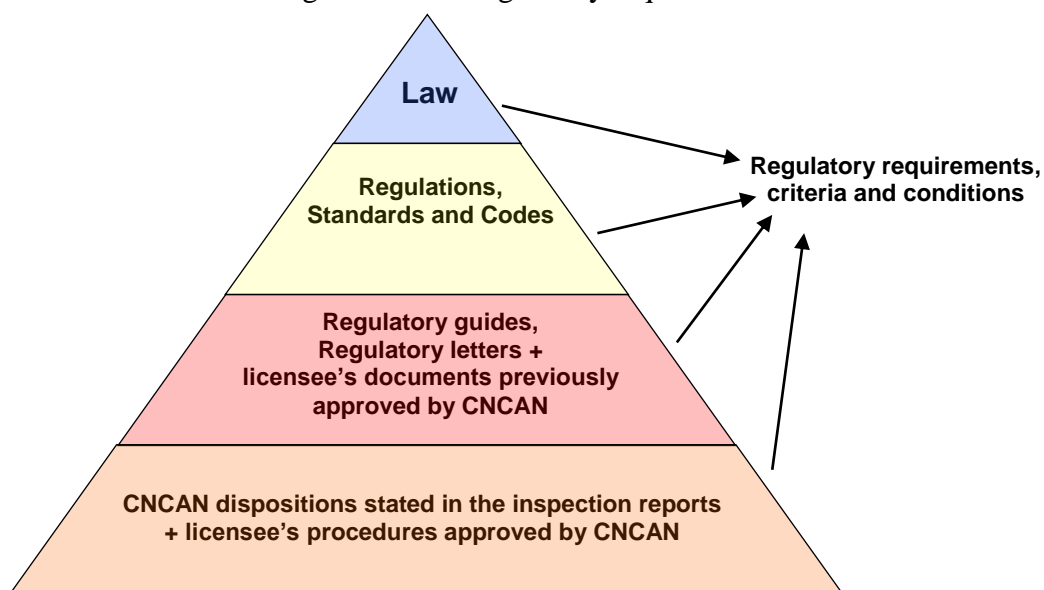 Law
Regulatory requirements,
criteria and conditions
Regulations,
Standards and Codes
Regulatory guides,
Regulatory letters +
licensee's documents previously
approved by CNCAN
CNCAN dispositions stated in the inspection reports
+ licensee's procedures approved by CNCAN